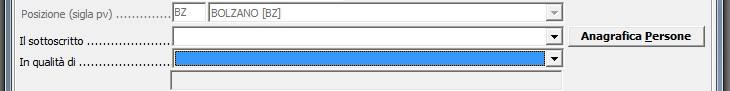 Posizione (sigla pv) ............... BZ BOLZANO [BZ]
Il sottoscritto ........................ Anagrafica Persone
In qualità di ..........................